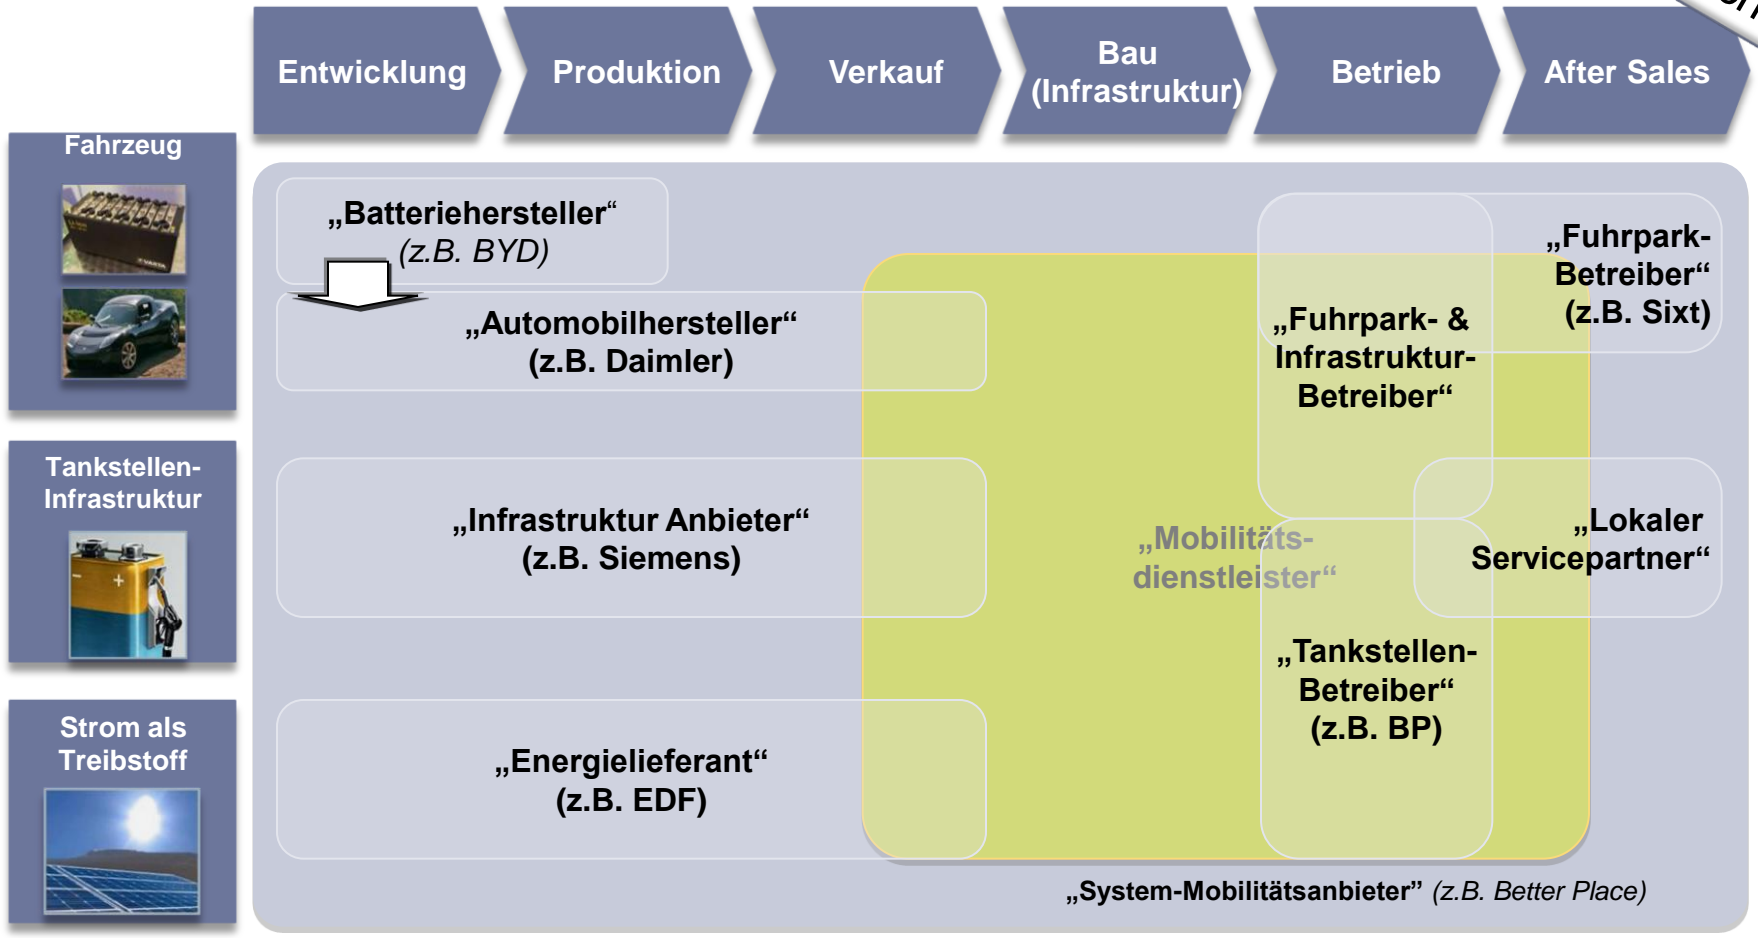 Entwicklung
Produktion
Verkauf
Bau
(Infrastruktur)
Betrieb
After Sales
Fahrzeug
„Batteriehersteller“
(z.B. BYD)
„Automobilhersteller“
(z.B. Daimler)
„Fuhrpark- &
Infrastruktur-
Betreiber“
„Fuhrpark-
Betreiber“
(z.B. Sixt)
Tankstellen-
Infrastruktur
„Infrastruktur Anbieter“
(z.B. Siemens)
„Mobilitäts-
dienstleister“
„Lokaler
Servicepartner“
„Tankstellen-
Betreiber“
(z.B. BP)
Strom als
Treibstoff
„Energielieferant“
(z.B. EDF)
„System-Mobilitätsanbieter” (z.B. Better Place)